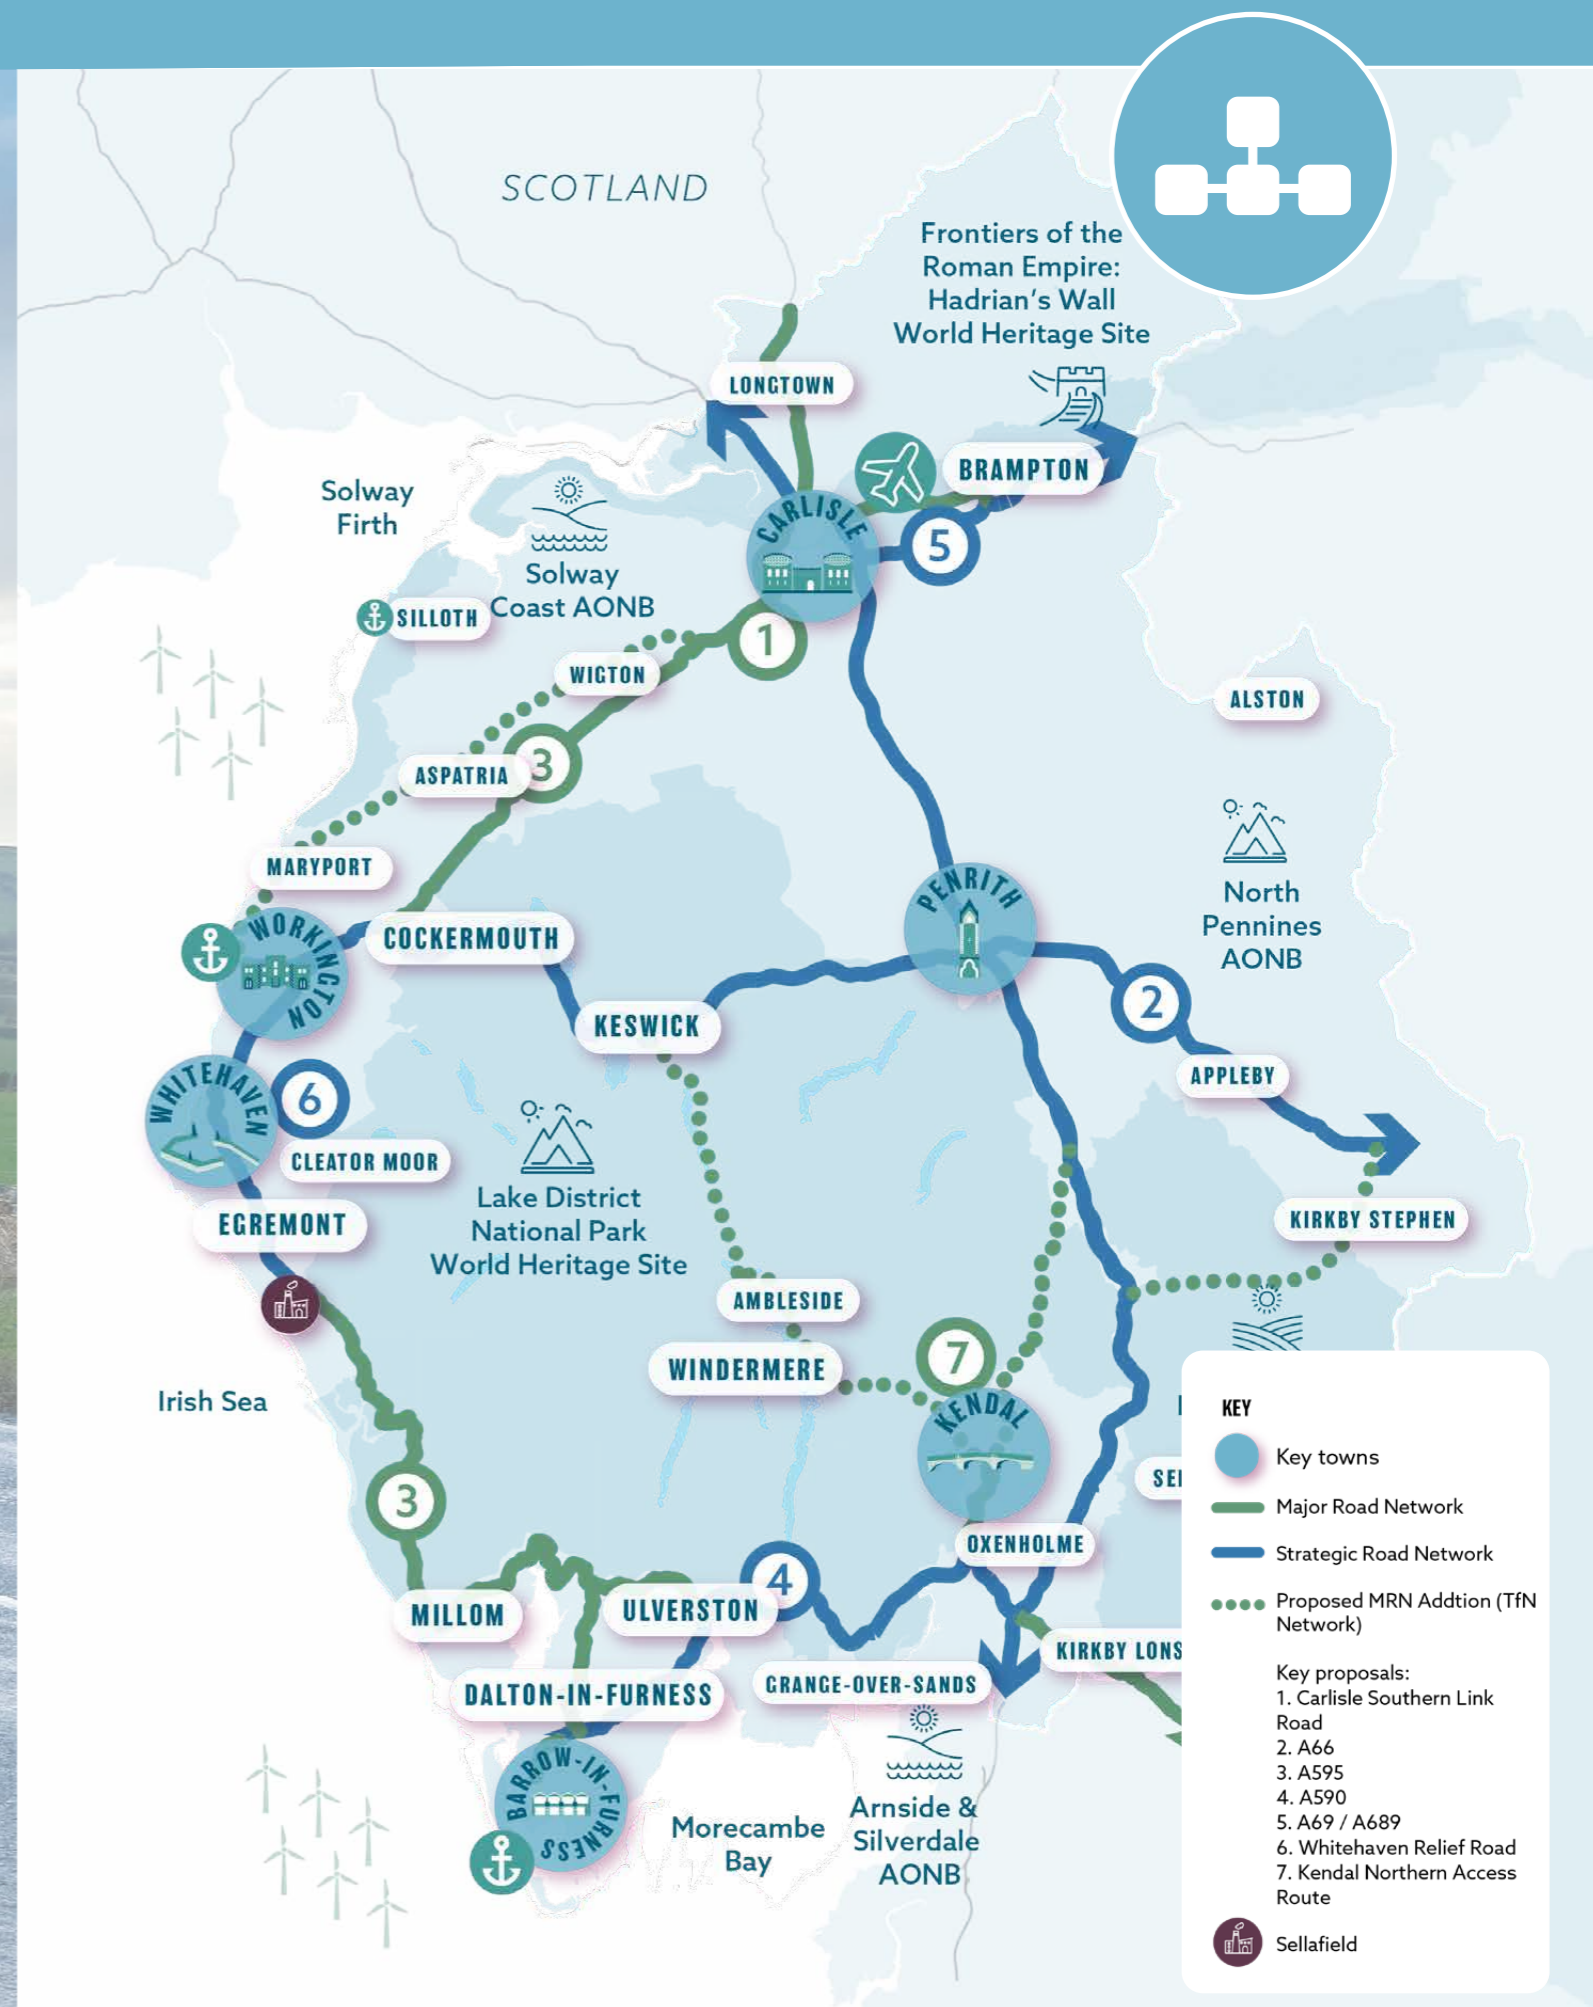 SCOTLAND
Frontiers of the
Roman Empire:
Hadrian's Wall
World Heritage Site
LONGTOWN
BRAMPTON
CARLISLE
5
Solway
Firth
Solway
Coast AONB
SILLOTH
1
WIGTON
ALSTON
3
ASPATRIA
MARYPORT
North
Pennines
AONB
PENRITH
WORKINGTON
COCKERMOUTH
KESWICK
2
APPLEBY
WHITEHAVEN
6
CLEATOR MOOR
EGREMONT
Lake District
National Park
World Heritage Site
KIRKBY STEPHEN
AMBLESIDE
WINDERMERE
7
KENDAL
Irish Sea
3
OXENHOLME
4
MILLOM
ULVERSTON
KIRKBY LONS
DALTON-IN-FURNESS
GRANGE-OVER-SANDS
BARROW-IN-FURNESS
Morecambe
Bay
Arnside &
Silverdale
AONB
KEY
Key towns
Major Road Network
Strategic Road Network
Proposed MRN Addtion (TfN
Network)
Key proposals:
1. Carlisle Southern Link
Road
2. A66
3. A595
4. A590
5. A69 / A689
6. Whitehaven Relief Road
7. Kendal Northern Access
Route
Sellafield